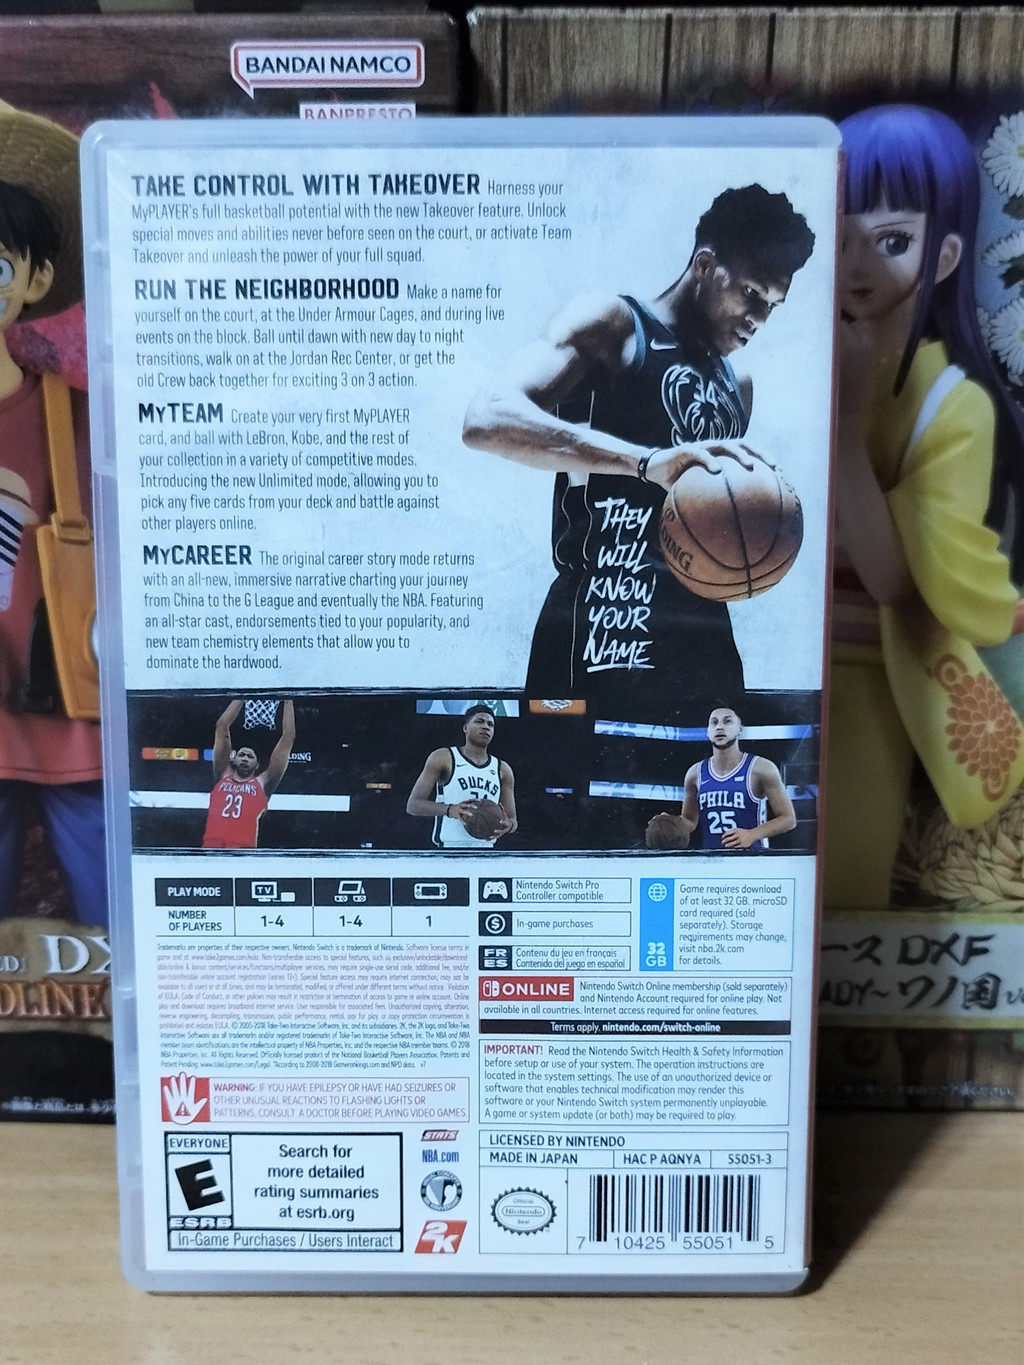 BANDAI NAMCO
BANPRESTO
TAKE CONTROL WITH TAKEOVER Harness your
MyPLAYER's full basketball potential with the new Takeover feature. Unlock
special moves and abilities never before seen on the court, or activate Team
Takeover and unleash the power of your full squad.
RUN THE NEIGHBORHOOD Make a name for
yourself on the court, at the Under Armour Cages, and during live
events on the block. Ball until dawn with new day to night
transitions, walk on at the Jordan Rec Center, or get the
old Crew back together for exciting 3 on 3 action.
MyTEAM Create your very first MyPLAYER
card, and ball with LeBron, Kobe, and the rest of
your collection in a variety of competitive modes.
Introducing the new Unlimited mode, allowing you to
pick any five cards from your deck and battle against
other players online.
MyCAREER The original career story mode returns
with an all-new, immersive narrative charting your journey
from China to the G League and eventually the NBA. Featuring
an all-star cast, endorsements tied to your popularity, and
new team chemistry elements that allow you to
dominate the hardwood.
34
THEY
WILL
KNOW
YOUR
NAME
PELICANS
23
BUCKS
PHILA
25
PLAY MODE
TV
NUMBER
OF PLAYERS
1-4
1-4
1
Nintendo Switch Pro
Controller compatible
In-game purchases
FR
ES
Contenu du jeu en français
Contenido del juego en español
32
GB
Game requires download
of at least 32 GB. microSD
card required (sold
separately). Storage
requirements may change,
visit nba.2k.com
for details.
ONLINE
Nintendo Switch Online membership (sold separately)
and Nintendo Account required for online play. Not
available in all countries. Internet access required for online features.
Terms apply. nintendo.com/switch-online
IMPORTANT! Read the Nintendo Switch Health & Safety Information
before setup or use of your system. The operation instructions are
located in the system settings. The use of an unauthorized device or
software that enables technical modification may render this
software or your Nintendo Switch system permanently unplayable.
A game or system update (or both) may be required to play.
WARNING: IF YOU HAVE EPILEPSY OR HAVE HAD SEIZURES OR
OTHER UNUSUAL REACTIONS TO FLASHING LIGHTS OR
PATTERNS, CONSULT A DOCTOR BEFORE PLAYING VIDEO GAMES.
EVERYONE
E
ESRB
Search for
more detailed
rating summaries
at esrb.org
In-Game Purchases / Users Interact
STATS
NBA.com
2K
LICENSED BY NINTENDO
MADE IN JAPAN
HAC P AQNYA
55051-3
Official
Nintendo
Seal
7 10425 55051 5
ース DXF
ADY~ワノ国